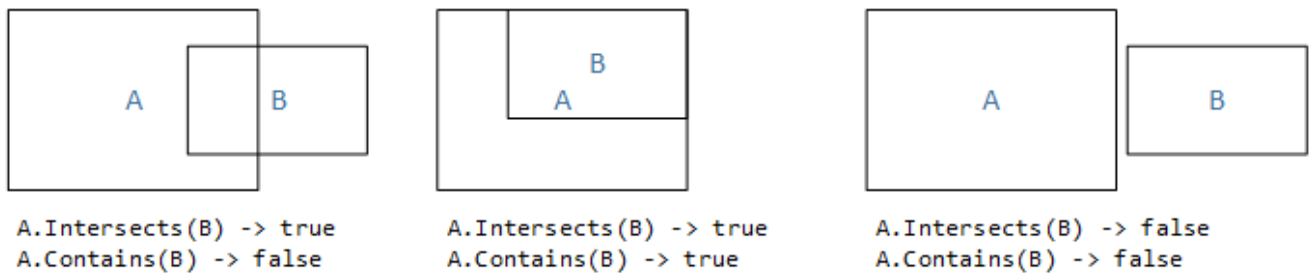 A B
A.Intersects(B) -> true
A.Contains(B) -> false
B
A
A.Intersects(B) -> true
A.Contains(B) -> true
A B
A.Intersects(B) -> false
A.Contains(B) -> false